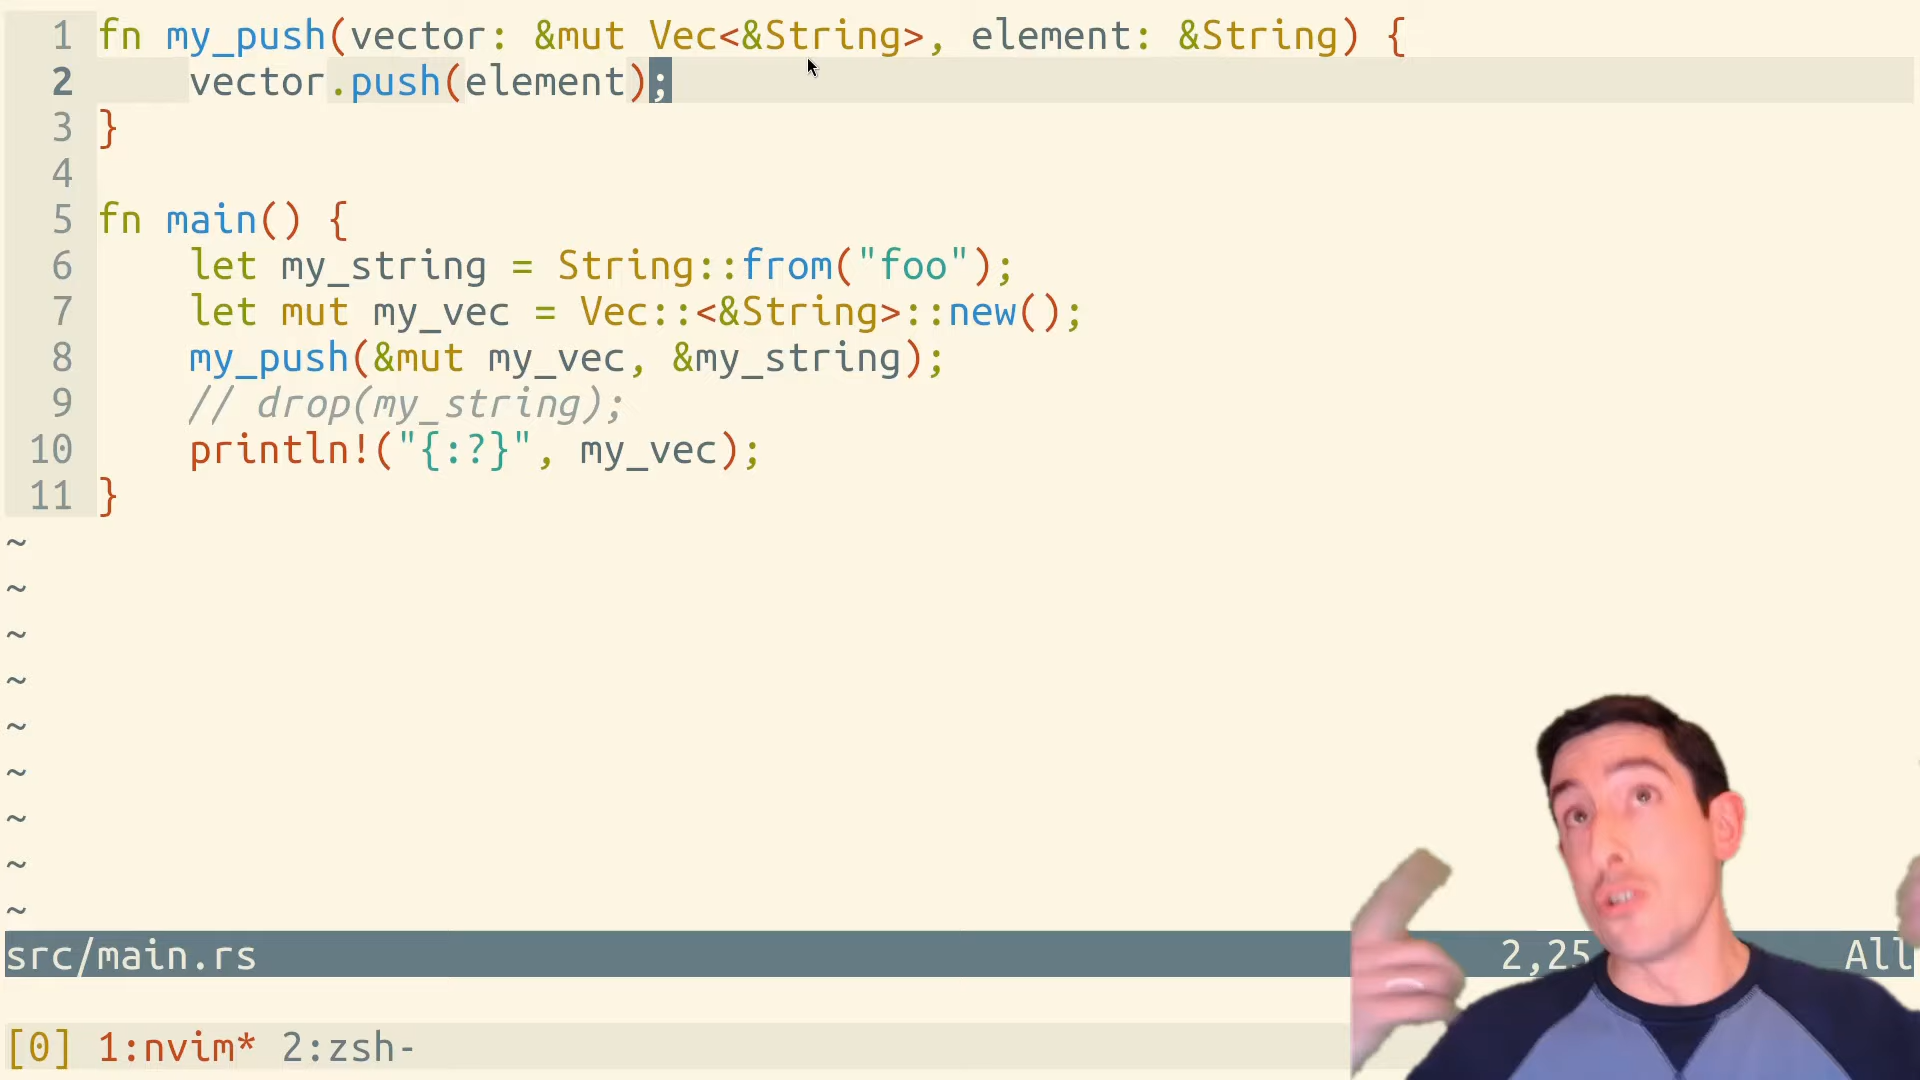 1 fn my_push(vector: &mut Vec<&String>, element: &String) {
2     vector.push(element);
3 }
4
5 fn main() {
6     let my_string = String::from("foo");
7     let mut my_vec = Vec::<&String>::new();
8     my_push(&mut my_vec, &my_string);
9     // drop(my_string);
10     println!("{:?}", my_vec);
11 }
~
~
~
~
~
~
~
~
~
src/main.rs 2,25 All
[0] 1:nvim* 2:zsh-